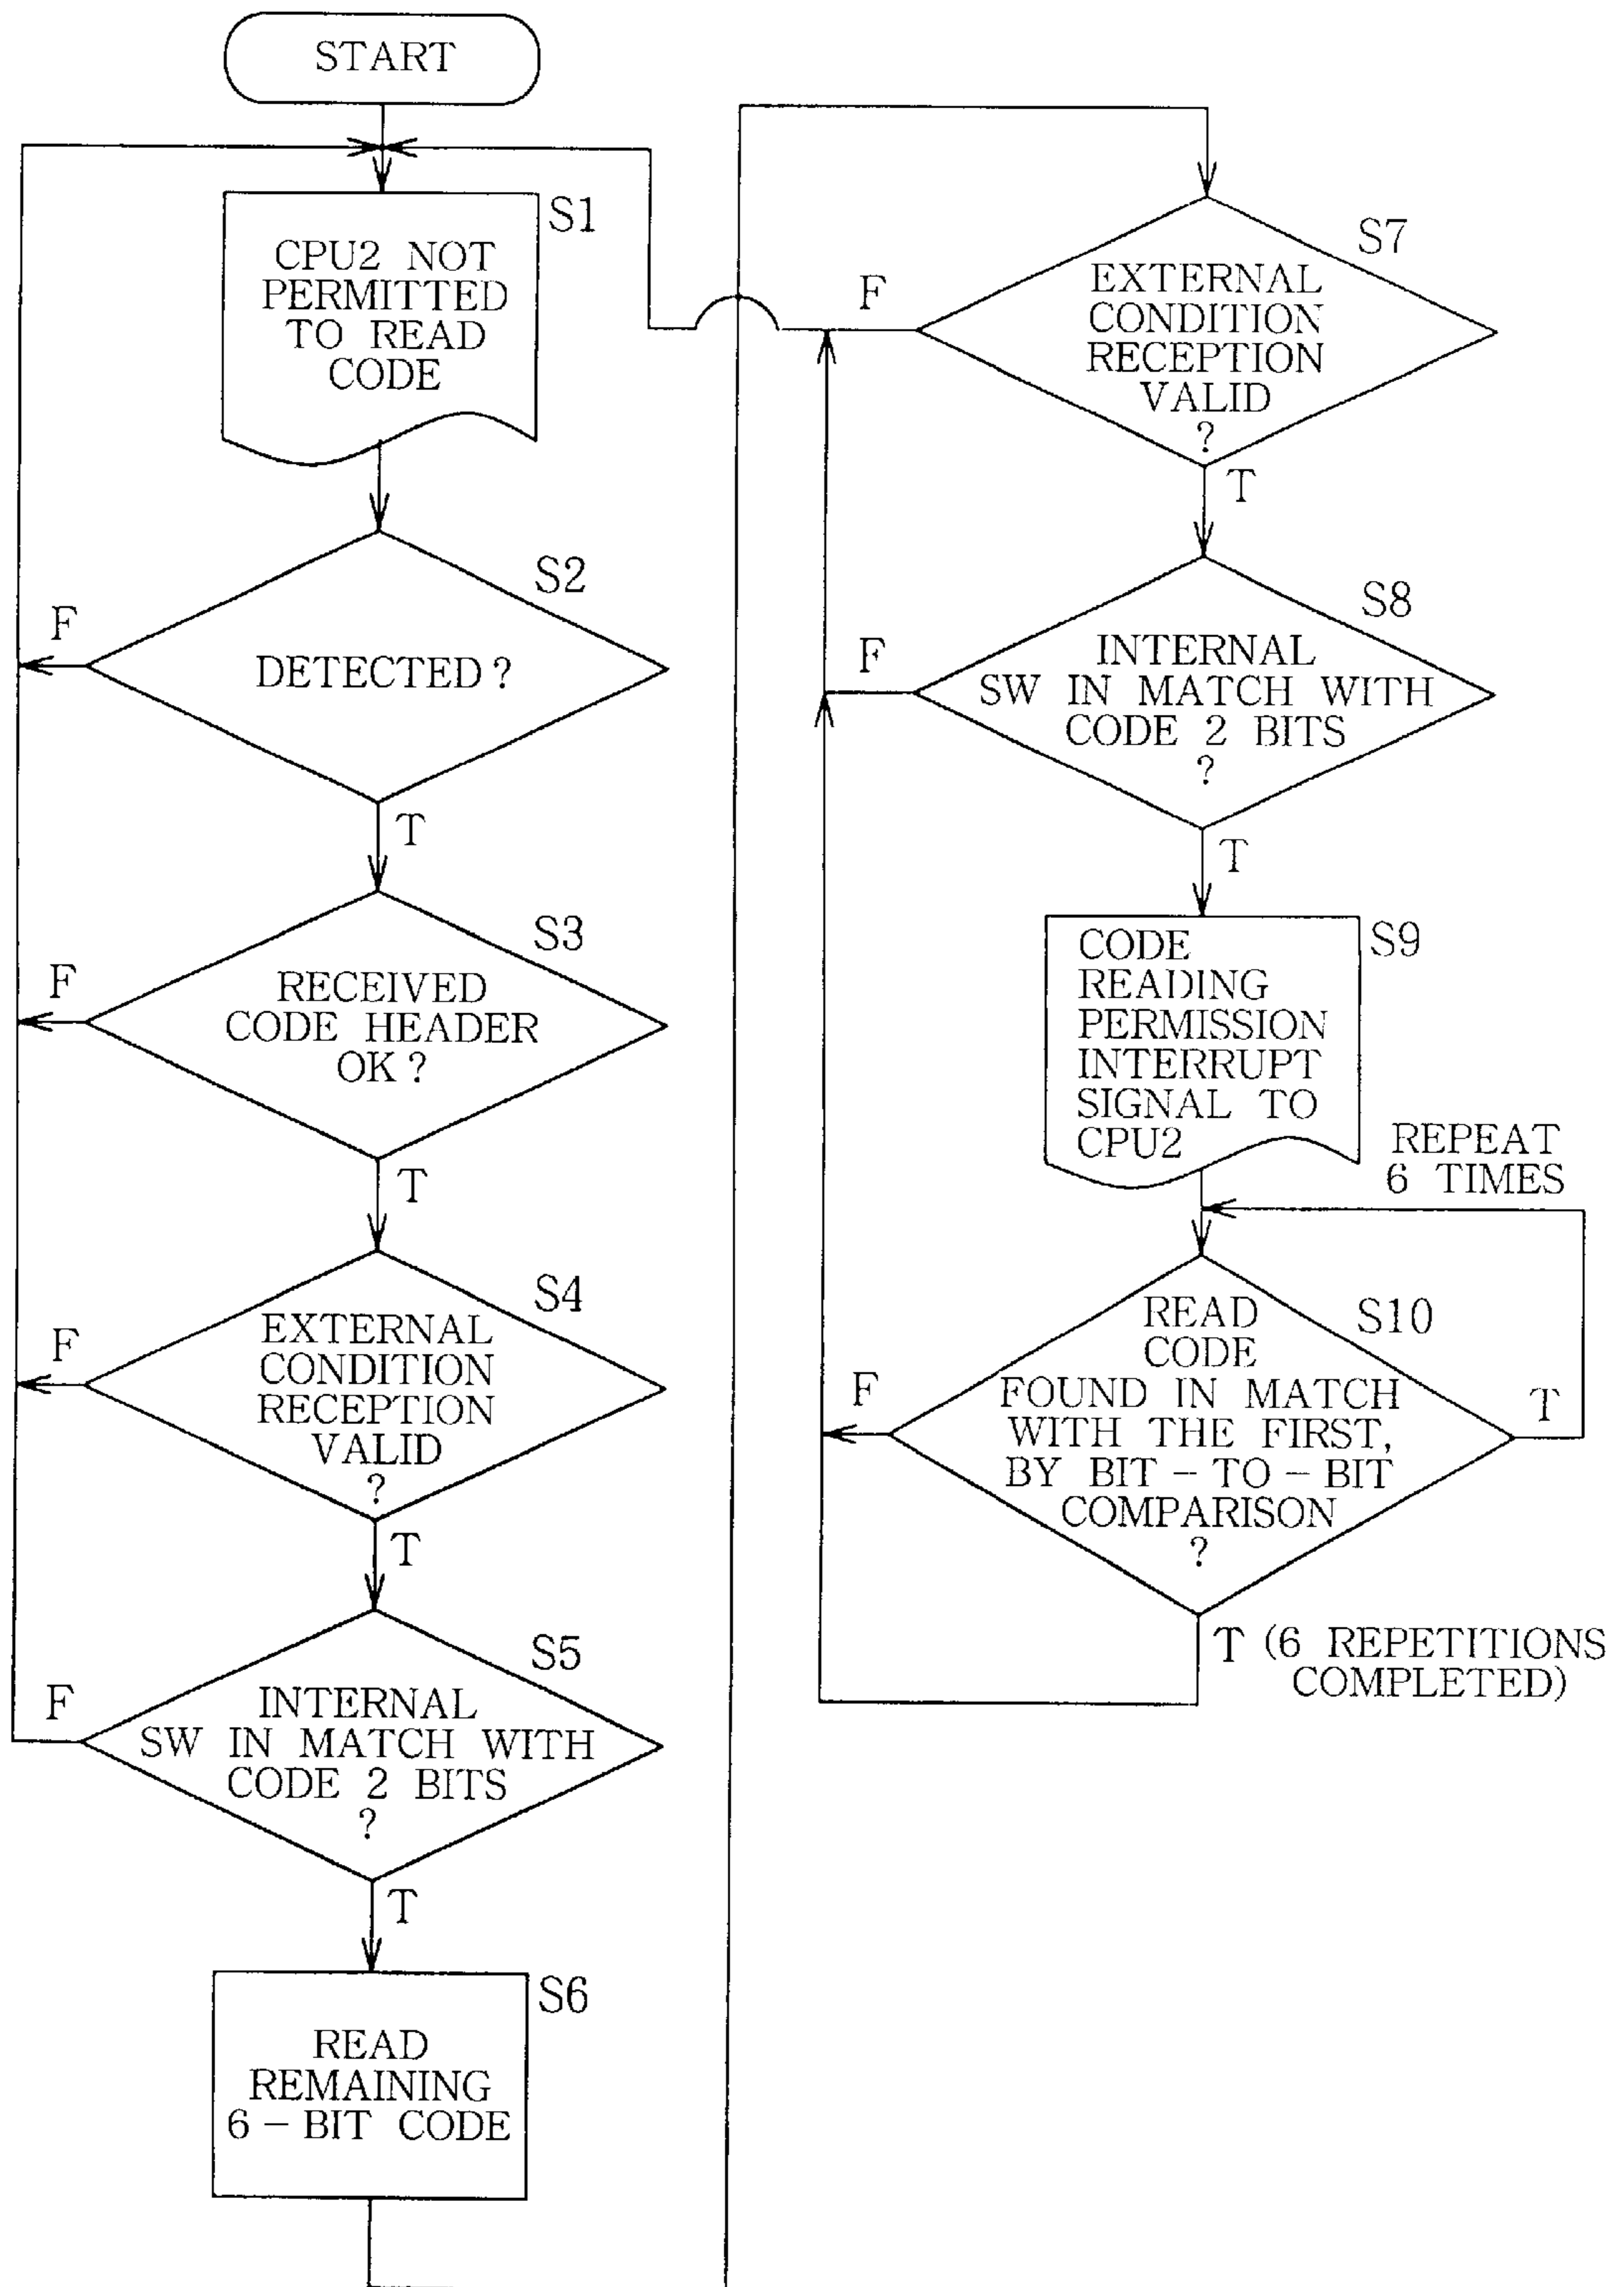 START
S1
CPU2 NOT
PERMITTED
TO READ
CODE
S2
F
DETECTED?
T
S3
F
RECEIVED
CODE HEADER
OK?
T
S4
F
EXTERNAL
CONDITION
RECEPTION
VALID
?
T
S5
F
INTERNAL
SW IN MATCH WITH
CODE 2 BITS
?
T
S6
READ
REMAINING
6-BIT CODE
S7
F
EXTERNAL
CONDITION
RECEPTION
VALID
?
T
S8
F
INTERNAL
SW IN MATCH WITH
CODE 2 BITS
?
T
S9
CODE
READING
PERMISSION
INTERRUPT
SIGNAL TO
CPU2
REPEAT
6 TIMES
S10
READ
CODE
F
FOUND IN MATCH
T
WITH THE FIRST,
BY BIT-TO-BIT
COMPARISON
?
T (6 REPETITIONS
COMPLETED)